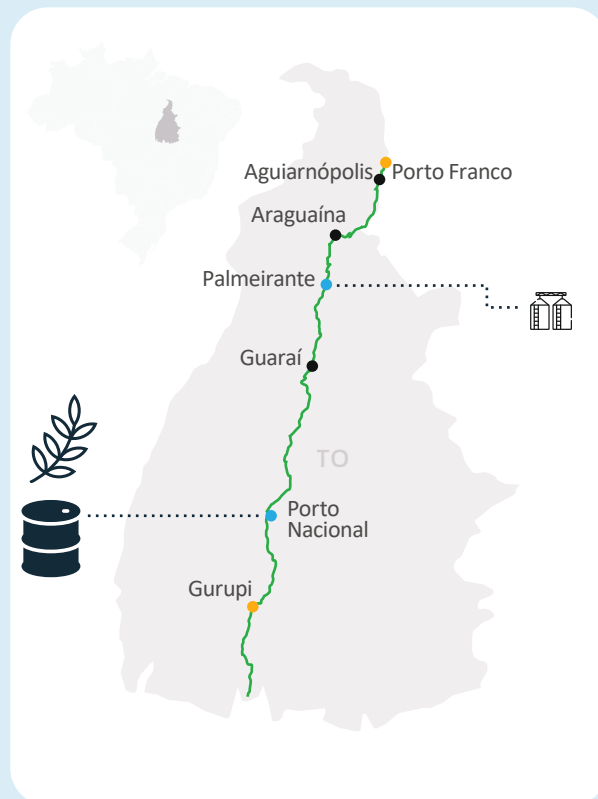 Aguiarnópolis
Porto Franco
Araguaína
Palmeirante
Guaraí
TO
Porto
Nacional
Gurupi